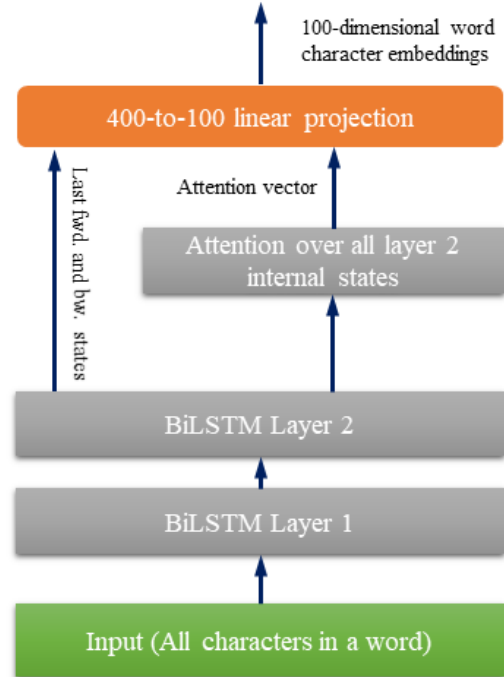 100-dimensional word
character embeddings
400-to-100 linear projection
Last fwd. and bw. states
Attention vector
Attention over all layer 2
internal states
BiLSTM Layer 2
BiLSTM Layer 1
Input (All characters in a word)